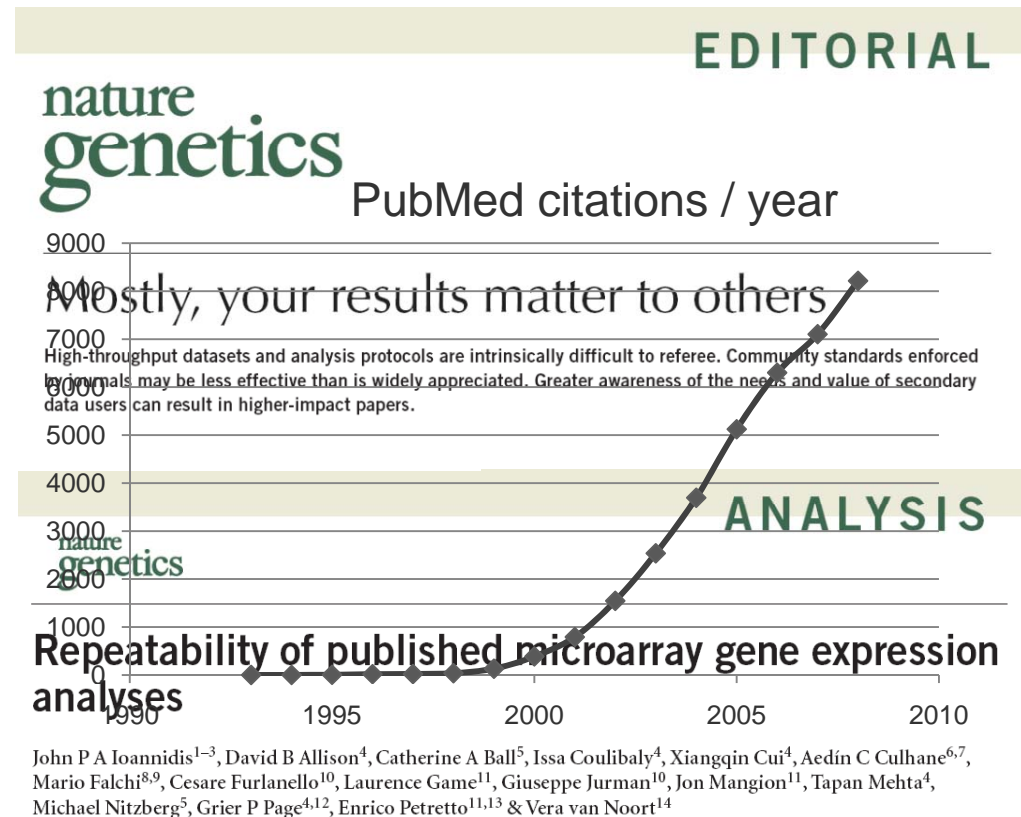 EDITORIAL
nature
genetics
PubMed citations / year
9000
8000
Mostly, your results matter to others
7000
High-throughput datasets and analysis protocols are intrinsically difficult to referee. Community standards enforced
6000
by journals may be less effective than is widely appreciated. Greater awareness of the needs and value of secondary
data users can result in higher-impact papers.
5000
4000
ANALYSIS
3000
nature
genetics
2000
1000
Repeatability of published microarray gene expression
0
analyses
1990 1995 2000 2005 2010
John P A Ioannidis1–3, David B Allison4, Catherine A Ball5, Issa Coulibaly4, Xiangqin Cui4, Aedín C Culhane6,7,
Mario Falchi8,9, Cesare Furlanello10, Laurence Game11, Giuseppe Jurman10, Jon Mangion11, Tapan Mehta4,
Michael Nitzberg5, Grier P Page4,12, Enrico Petretto11,13 & Vera van Noort14